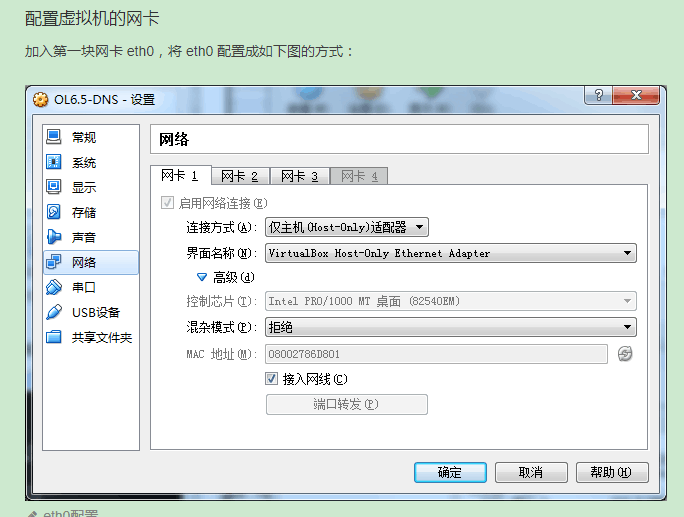 配置虚拟机的网卡
加入第一块网卡 eth0，将 eth0 配置成如下图的方式：
OL6.5-DNS - 设置
常规
系统
显示
存储
声音
网络
串口
USB设备
共享文件夹
网络
网卡 1 网卡 2 网卡 3 网卡 4
启用网络连接(E)
连接方式(A): 仅主机(Host-Only)适配器
界面名称(N): VirtualBox Host-Only Ethernet Adapter
高级(d)
控制芯片(T): Intel PRO/1000 MT 桌面 (82540EM)
混杂模式(P): 拒绝
MAC 地址(M): 08002786D801
接入网线(C)
端口转发(P)
确定 取消 帮助(H)
eth0配置